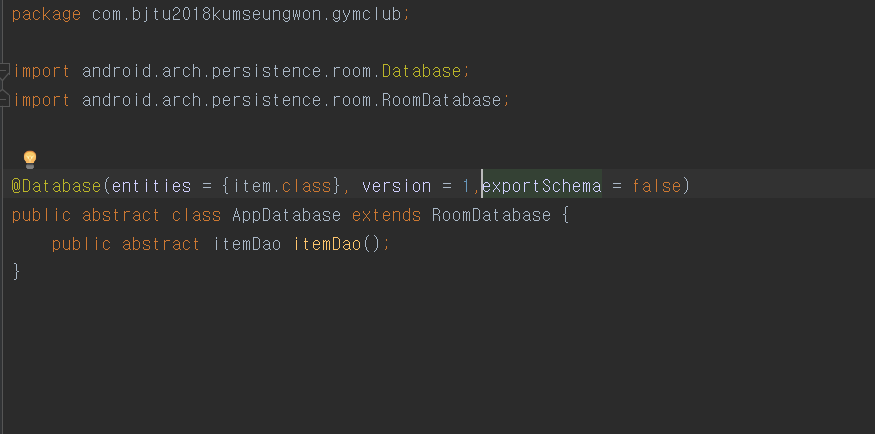 package com.bjtu2018kumseungwon.gymclub;
import android.arch.persistence.room.Database;
import android.arch.persistence.room.RoomDatabase;
@Database(entities = {item.class}, version = 1,exportSchema = false)
public abstract class AppDatabase extends RoomDatabase {
    public abstract itemDao itemDao();
}